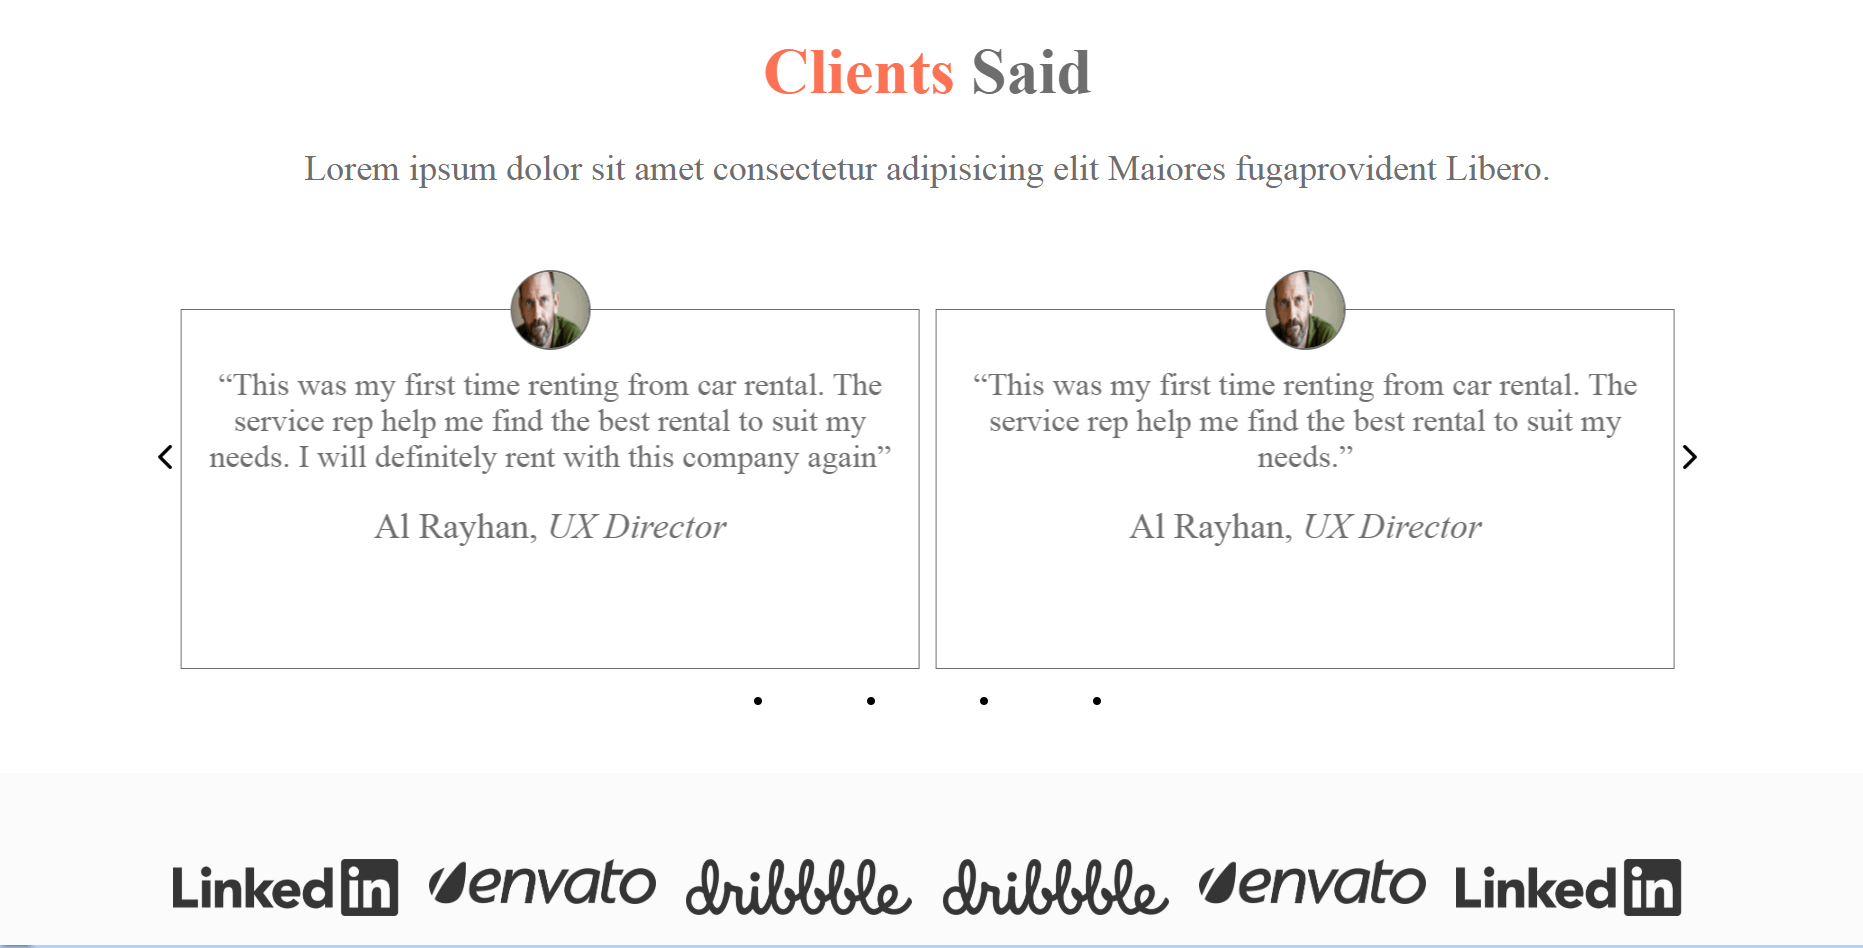 Clients Said
Lorem ipsum dolor sit amet consectetur adipisicing elit Maiores fugaprovident Libero.
“This was my first time renting from car rental. The
service rep help me find the best rental to suit my
needs. I will definitely rent with this company again”
Al Rayhan, UX Director
“This was my first time renting from car rental. The
service rep help me find the best rental to suit my
needs.”
Al Rayhan, UX Director
Linked in envato dribbble dribbble envato Linked in